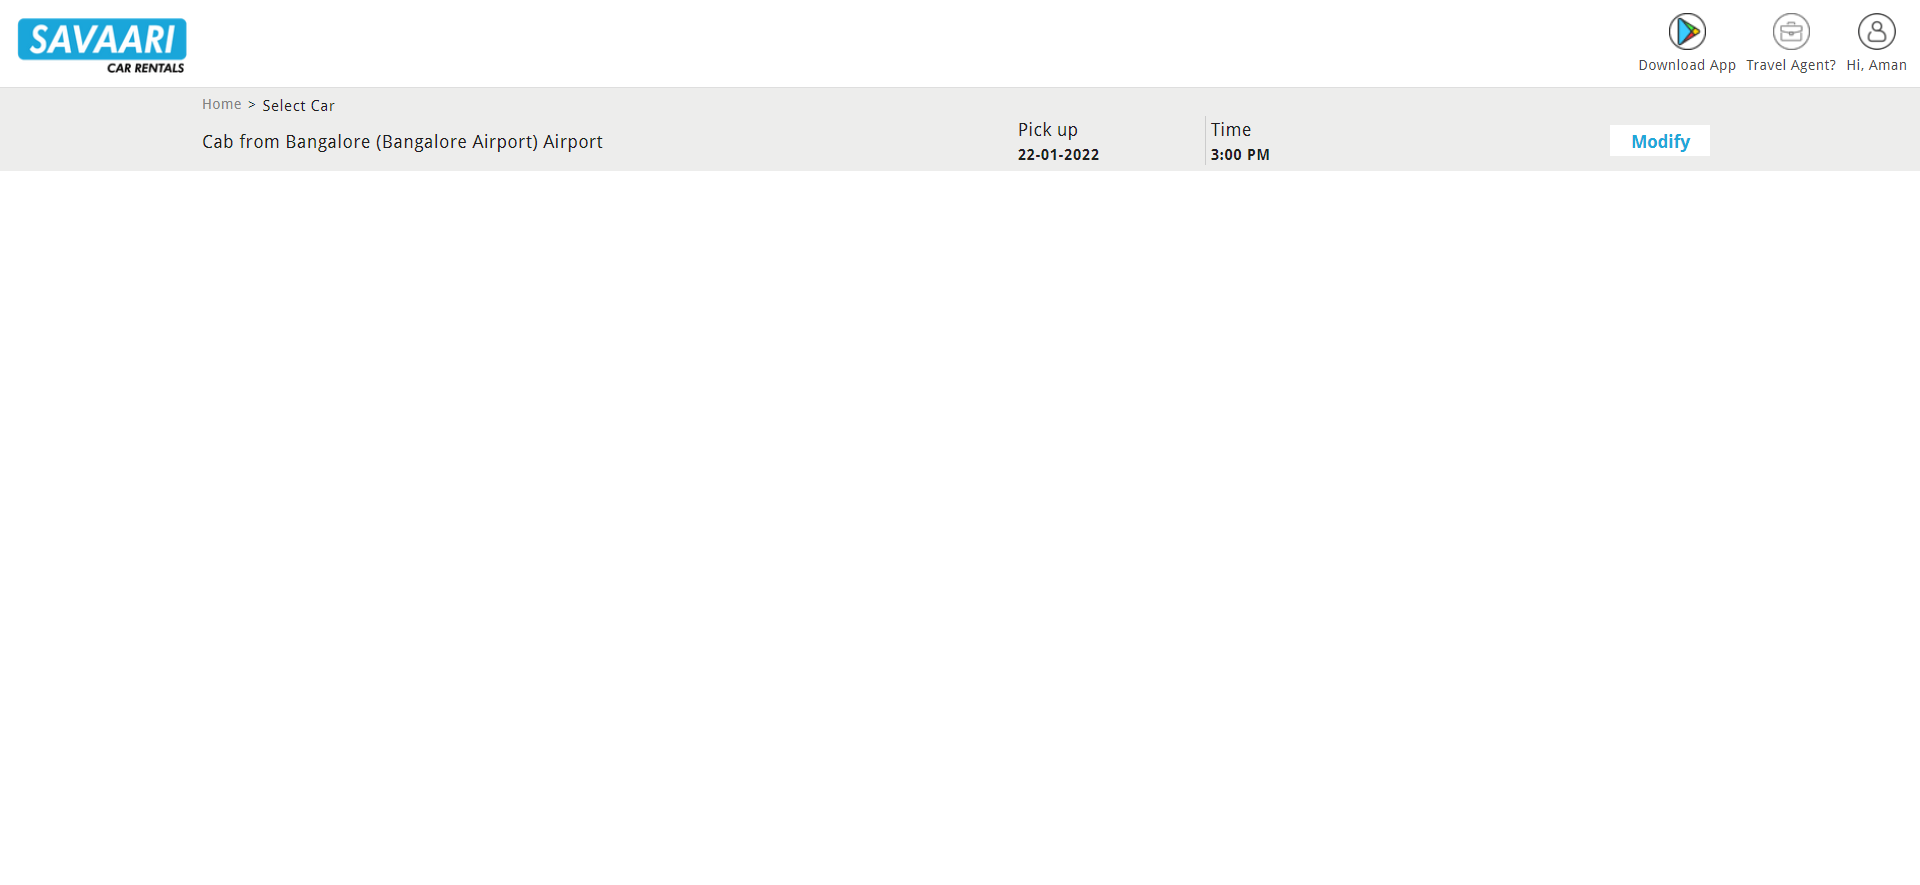 SAVAARI
CAR RENTALS
Download App
Travel Agent?
Hi, Aman
Home > Select Car
Cab from Bangalore (Bangalore Airport) Airport
Pick up
22-01-2022
Time
3:00 PM
Modify